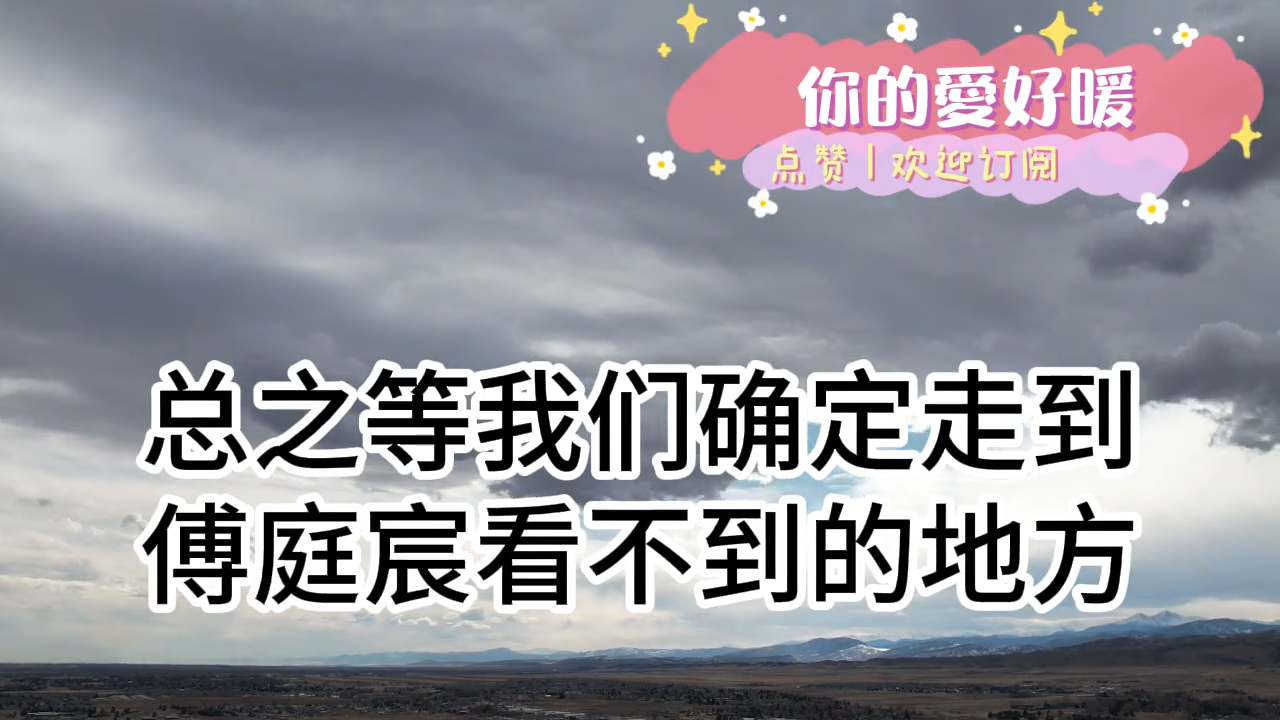 你的愛好暖
点赞 | 欢迎订阅
总之等我们确定走到
傅庭宸看不到的地方